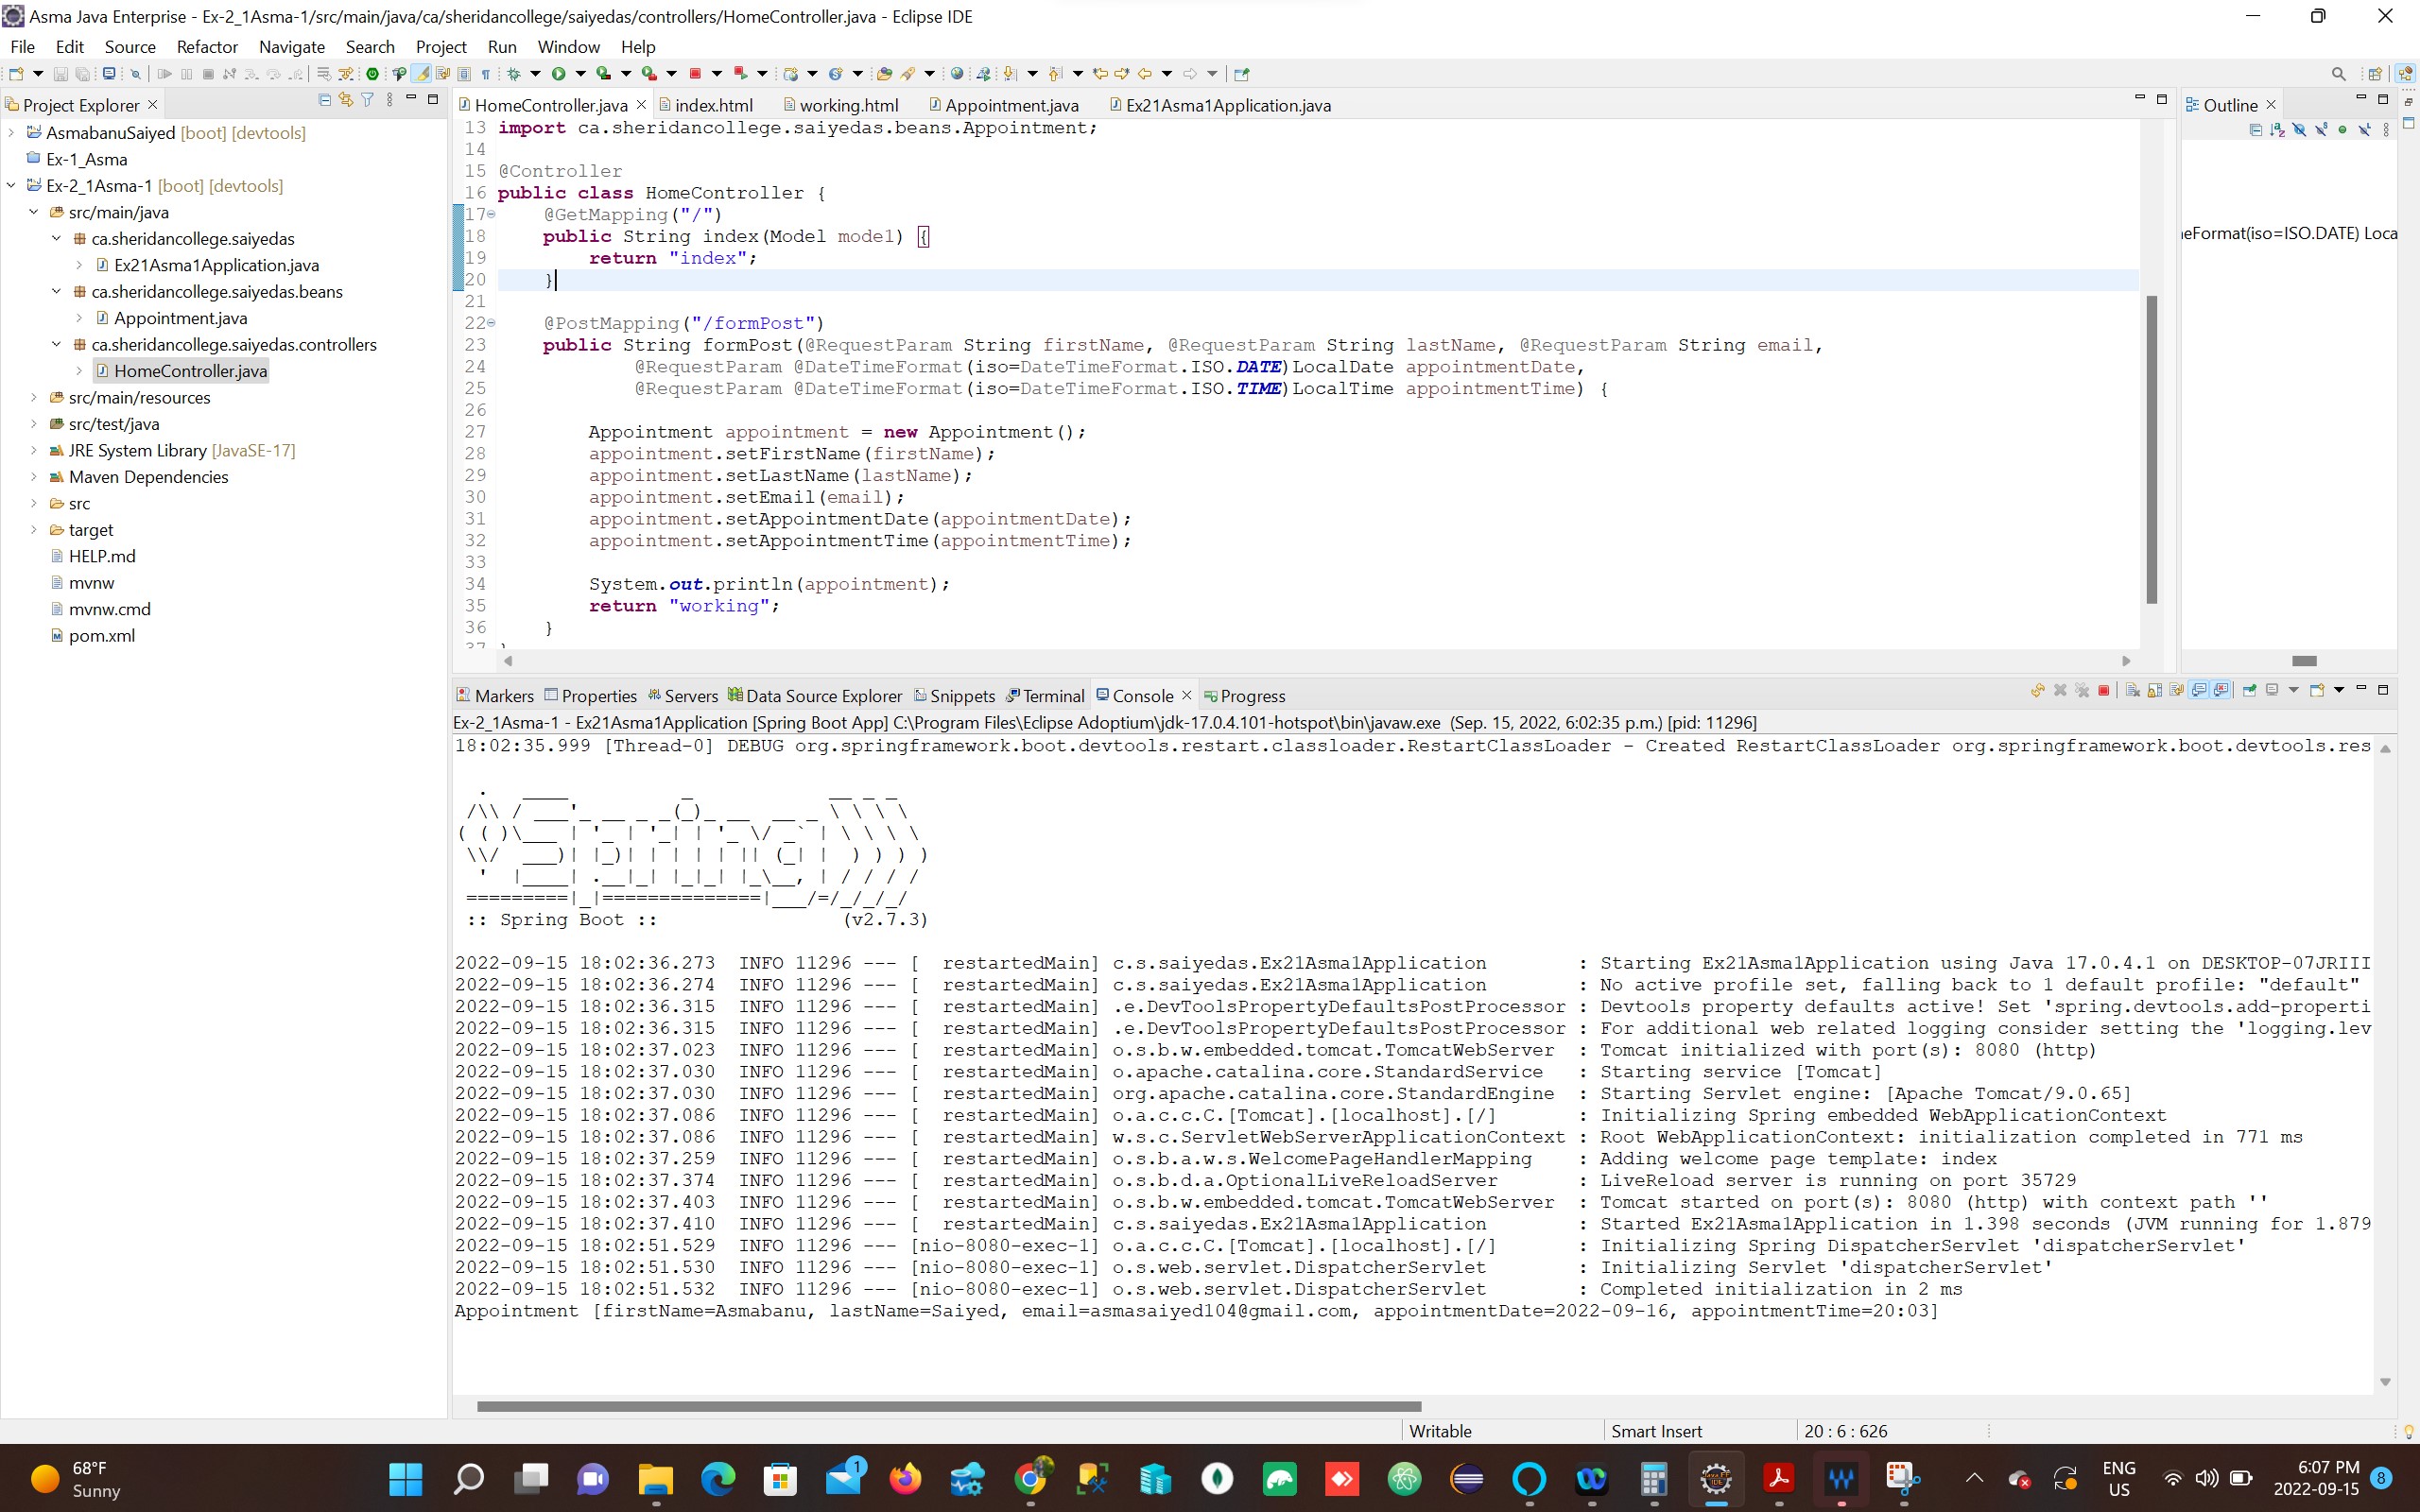 Asma Java Enterprise - Ex-2_1Asma-1/src/main/java/ca/sheridancollege/saiyedas/controllers/HomeController.java - Eclipse IDE
File Edit Source Refactor Navigate Search Project Run Window Help
Project Explorer
HomeController.java index.html working.html Appointment.java Ex21Asma1Application.java
Outline
AsmabanuSaiyed [boot] [devtools]
Ex-1_Asma
Ex-2_1Asma-1 [boot] [devtools]
src/main/java
ca.sheridancollege.saiyedas
Ex21Asma1Application.java
ca.sheridancollege.saiyedas.beans
Appointment.java
ca.sheridancollege.saiyedas.controllers
HomeController.java
src/main/resources
src/test/java
JRE System Library [JavaSE-17]
Maven Dependencies
src
target
HELP.md
mvnw
mvnw.cmd
pom.xml
13 import ca.sheridancollege.saiyedas.beans.Appointment;
14
15 @Controller
16 public class HomeController {
17 @GetMapping("/")
18 public String index(Model model) {
19 return "index";
20 }
21
22 @PostMapping("/formPost")
23 public String formPost(@RequestParam String firstName, @RequestParam String lastName, @RequestParam String email,
24 @RequestParam @DateTimeFormat(iso=DateTimeFormat.ISO.DATE)LocalDate appointmentDate,
25 @RequestParam @DateTimeFormat(iso=DateTimeFormat.ISO.TIME)LocalTime appointmentTime) {
26
27 Appointment appointment = new Appointment();
28 appointment.setFirstName(firstName);
29 appointment.setLastName(lastName);
30 appointment.setEmail(email);
31 appointment.setAppointmentDate(appointmentDate);
32 appointment.setAppointmentTime(appointmentTime);
33
34 System.out.println(appointment);
35 return "working";
36 }
37 }
eFormat(iso=ISO.DATE) Loca
Markers Properties Servers Data Source Explorer Snippets Terminal Console Progress
Ex-2_1Asma-1 - Ex21Asma1Application [Spring Boot App] C:\Program Files\Eclipse Adoptium\jdk-17.0.4.101-hotspot\bin\javaw.exe (Sep. 15, 2022, 6:02:35 p.m.) [pid: 11296]
18:02:35.999 [Thread-0] DEBUG org.springframework.boot.devtools.restart.classloader.RestartClassLoader - Created RestartClassLoader org.springframework.boot.devtools.res
Spring
:: Spring Boot :: (v2.7.3)
2022-09-15 18:02:36.273 INFO 11296 --- [ restartedMain] c.s.saiyedas.Ex21Asma1Application : Starting Ex21Asma1Application using Java 17.0.4.1 on DESKTOP-07JRIII
2022-09-15 18:02:36.274 INFO 11296 --- [ restartedMain] c.s.saiyedas.Ex21Asma1Application : No active profile set, falling back to 1 default profile: "default"
2022-09-15 18:02:36.315 INFO 11296 --- [ restartedMain] .e.DevToolsPropertyDefaultsPostProcessor : Devtools property defaults active! Set 'spring.devtools.add-properti
2022-09-15 18:02:36.315 INFO 11296 --- [ restartedMain] .e.DevToolsPropertyDefaultsPostProcessor : For additional web related logging consider setting the 'logging.lev
2022-09-15 18:02:37.023 INFO 11296 --- [ restartedMain] o.s.b.w.embedded.tomcat.TomcatWebServer : Tomcat initialized with port(s): 8080 (http)
2022-09-15 18:02:37.030 INFO 11296 --- [ restartedMain] o.apache.catalina.core.StandardService : Starting service [Tomcat]
2022-09-15 18:02:37.030 INFO 11296 --- [ restartedMain] org.apache.catalina.core.StandardEngine : Starting Servlet engine: [Apache Tomcat/9.0.65]
2022-09-15 18:02:37.086 INFO 11296 --- [ restartedMain] o.a.c.c.C.[Tomcat].[localhost].[/] : Initializing Spring embedded WebApplicationContext
2022-09-15 18:02:37.086 INFO 11296 --- [ restartedMain] w.s.c.ServletWebServerApplicationContext : Root WebApplicationContext: initialization completed in 771 ms
2022-09-15 18:02:37.259 INFO 11296 --- [ restartedMain] o.s.b.a.w.s.WelcomePageHandlerMapping : Adding welcome page template: index
2022-09-15 18:02:37.374 INFO 11296 --- [ restartedMain] o.s.b.d.a.OptionalLiveReloadServer : LiveReload server is running on port 35729
2022-09-15 18:02:37.403 INFO 11296 --- [ restartedMain] o.s.b.w.embedded.tomcat.TomcatWebServer : Tomcat started on port(s): 8080 (http) with context path ''
2022-09-15 18:02:37.410 INFO 11296 --- [ restartedMain] c.s.saiyedas.Ex21Asma1Application : Started Ex21Asma1Application in 1.398 seconds (JVM running for 1.879
2022-09-15 18:02:51.529 INFO 11296 --- [nio-8080-exec-1] o.a.c.c.C.[Tomcat].[localhost].[/] : Initializing Spring DispatcherServlet 'dispatcherServlet'
2022-09-15 18:02:51.530 INFO 11296 --- [nio-8080-exec-1] o.s.web.servlet.DispatcherServlet : Initializing Servlet 'dispatcherServlet'
2022-09-15 18:02:51.532 INFO 11296 --- [nio-8080-exec-1] o.s.web.servlet.DispatcherServlet : Completed initialization in 2 ms
Appointment [firstName=Asmabanu, lastName=Saiyed, email=asmasaiyed104@gmail.com, appointmentDate=2022-09-16, appointmentTime=20:03]
Writable Smart Insert 20 : 6 : 626
68°F
Sunny
1
ENG
US
6:07 PM
2022-09-15
8